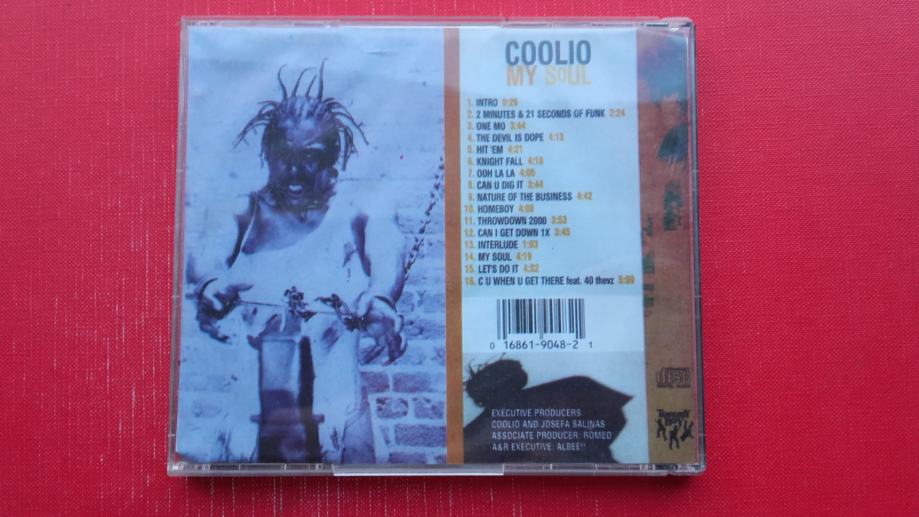 COOLIO
MY SOUL
1. INTRO 0:26
2. 2 MINUTES & 21 SECONDS OF FUNK 2:24
3. ONE MO 3:44
4. THE DEVIL IS DOPE 4:13
5. HIT 'EM 4:21
6. KNIGHT FALL 4:18
7. OOH LA LA 4:06
8. CAN U DIG IT 3:44
9. NATURE OF THE BUSINESS 4:42
10. HOMEBOY 4:08
11. THROWDOWN 2000 3:53
12. CAN I GET DOWN 1X 3:45
13. INTERLUDE 1:03
14. MY SOUL 4:19
15. LET'S DO IT 4:32
16. C U WHEN U GET THERE feat. 40 thevz 5:09
0 16861-9048-2 1
EXECUTIVE PRODUCERS
COOLIO AND JOSEFA SALINAS
ASSOCIATE PRODUCER: ROMEO
A&R EXECUTIVE: ALBEE!!
disc
Tommy
Boy